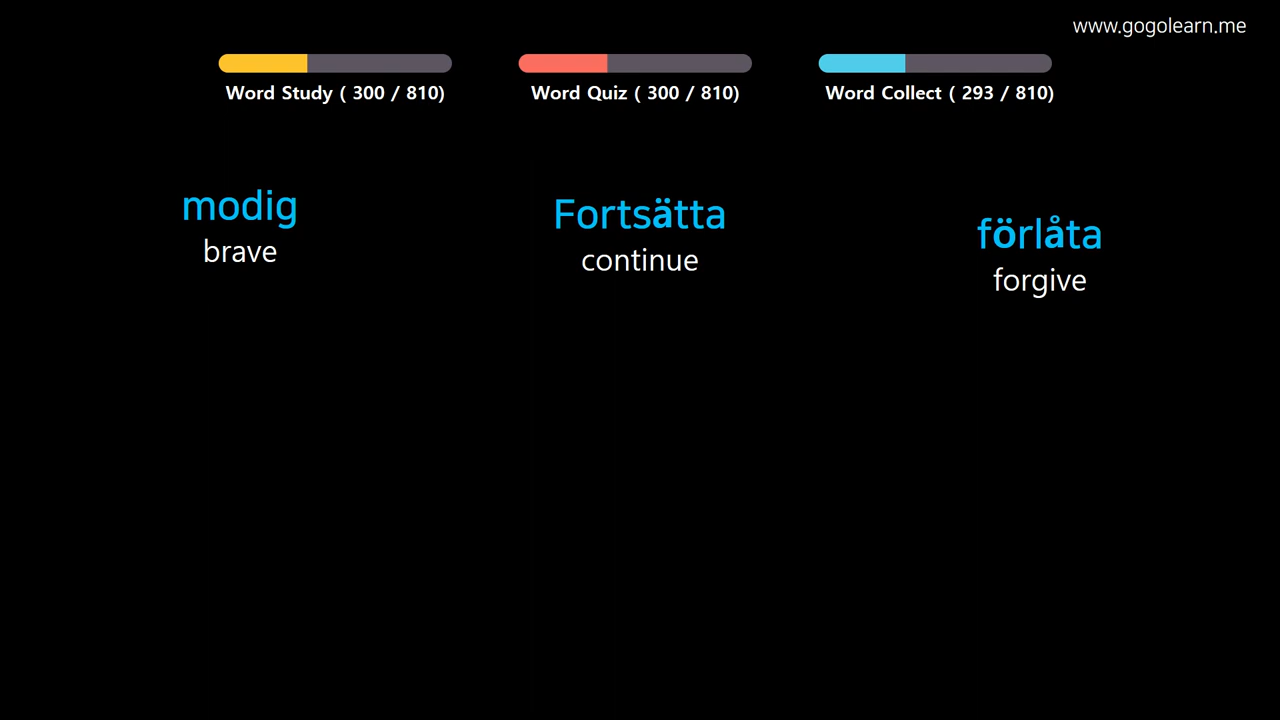 www.gogolearn.me
Word Study ( 300 / 810)
Word Quiz ( 300 / 810)
Word Collect ( 293 / 810)
modig
brave
Fortsätta
continue
förlåta
forgive